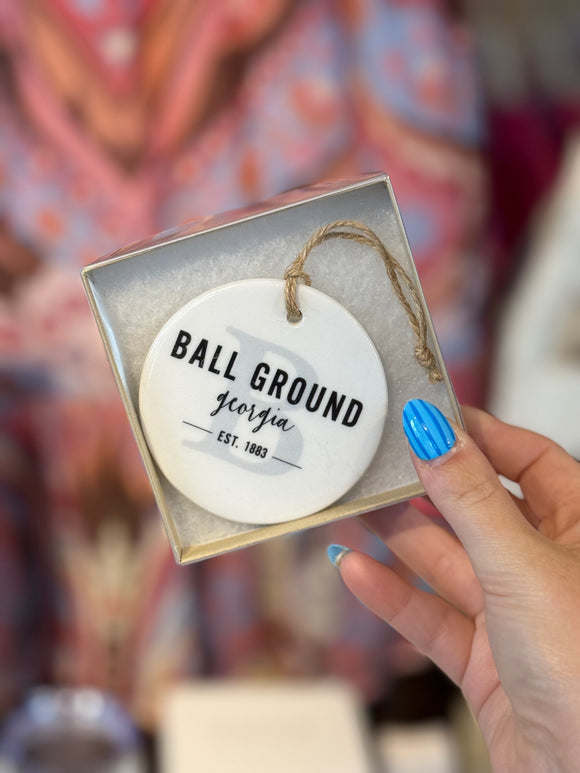 B
BALL GROUND
georgia
EST. 1883